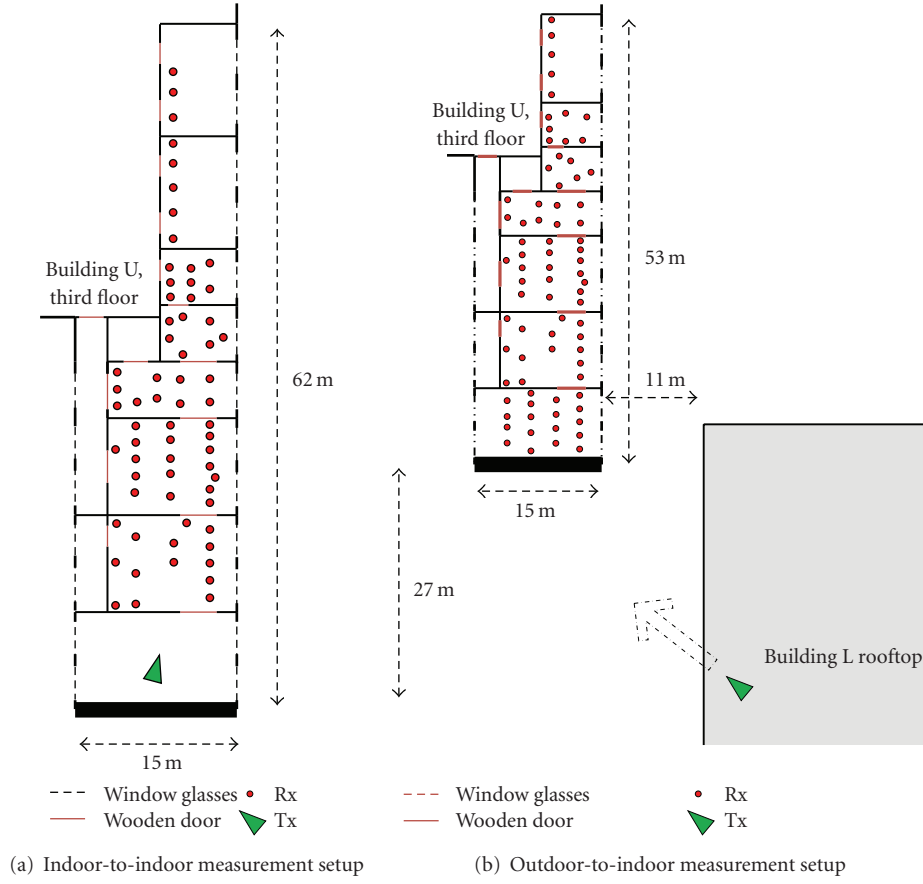 Building U,
third floor
62 m
15 m
Window glasses
Rx
Wooden door
Tx
(a) Indoor-to-indoor measurement setup
Building U,
third floor
53 m
11 m
15 m
27 m
Building L rooftop
Window glasses
Rx
Wooden door
Tx
(b) Outdoor-to-indoor measurement setup